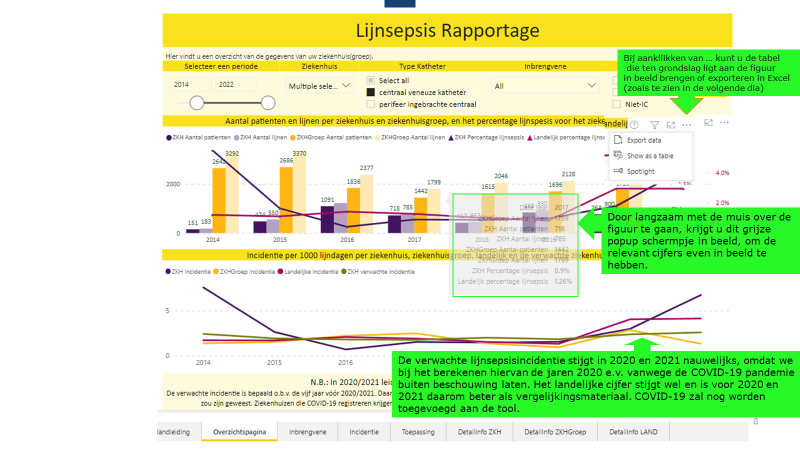 Lijnsepsis Rapportage
Hier vindt u een overzicht van de gegevens van uw ziekenhuis(groep).
Selecteer een periode Ziekenhuis Type Katheter Inbrengvene
2014 2022
Multiple sele...
Select all
centraal veneuze katheter
perifeer ingebrachte centraal
All
Niet-IC
Bij aanklikken van ... kunt u de tabel
die ten grondslag ligt aan de figuur
in beeld brengen of exporteren in Excel
(zoals te zien in de volgende dia)
Aantal patienten en lijnen per ziekenhuis en ziekenhuisgroep, en het percentage lijnspesis voor het zieke
andelij
ZKH Aantal patienten ZKH Aantal lijnen ZKHGroep Aantal patienten ZKHGroep Aantal lijnen ZKH Percentage lijnsepsis Landelijk percentage lijns
Export data
Show as a table
Spotlight
3292
2642
3370
2686
2377
1836
1799
1442
2046
1615
2128
1696
1091
718 785
151 183
474 550
900
2000
0
4.0%
2.0%
2014 2015 2016 2017 2018
Date Year 2017
ZKHGroep Aantal lijnen 1799
ZKH Aantal patienten 718
ZKH Aantal lijnen 785
ZKHGroep Aantal patienten 1442
ZKH Percentage lijnsepsis 0.9%
Landelijk percentage lijnsepsis 1.26%
Door langzaam met de muis over de
figuur te gaan, krijgt u dit grijze
popup schermpje in beeld, om de
relevante cijfers even in beeld te
hebben.
Incidentie per 1000 lijndagen per ziekenhuis, ziekenhuisgroep, landelijk en de verwachte ziekenhu
ZKH Incidentie ZKHGroep Incidentie Landelijke incidentie ZKH verwachte incidentie
5
0
2014 2015 2016
De verwachte lijnsepsisincidentie stijgt in 2020 en 2021 nauwelijks, omdat we
bij het berekenen hiervan de jaren 2020 e.v. vanwege de COVID-19 pandemie
buiten beschouwing laten. Het landelijke cijfer stijgt wel en is voor 2020 en
2021 daarom beter als vergelijkingsmateriaal. COVID-19 zal nog worden
toegevoegd aan de tool.
N.B.: In 2020/2021 lei
De verwachte incidentie is bepaald o.b.v. de vijf jaar vóór 2020/2021. Daar
zou zijn geweest. Ziekenhuizen die COVID-19 registreren krijgen
8
Handleiding Overzichtspagina Inbrengvene Incidentie Toepassing DetailInfo ZKH DetailInfo ZKHGroep DetailInfo LAND